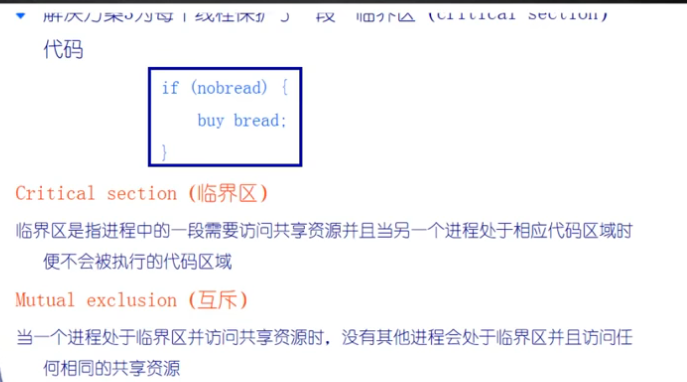 解决方案3为每个线程保护了一段"临界区(critical section)"
代码
if (nobread) {
buy bread;
}
Critical section (临界区)
临界区是指进程中的一段需要访问共享资源并且当另一个进程处于相应代码区域时
便不会被执行的代码区域
Mutual exclusion (互斥)
当一个进程处于临界区并访问共享资源时，没有其他进程会处于临界区并且访问任
何相同的共享资源